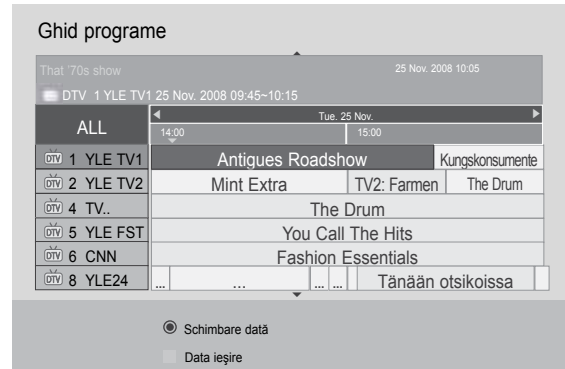 Ghid programe
That '70s show
25 Nov. 2008 10:05
DTV 1 YLE TV1 25 Nov. 2008 09:45~10:15
ALL
Tue. 25 Nov.
14:00 15:00
DTV 1 YLE TV1 Antigues Roadshow Kungskonsumente
DTV 2 YLE TV2 Mint Extra TV2: Farmen The Drum
DTV 4 TV.. The Drum
DTV 5 YLE FST You Call The Hits
DTV 6 CNN Fashion Essentials
DTV 8 YLE24 ... ... ... ... Tänään otsikoissa
Schimbare dată
Data ieşire